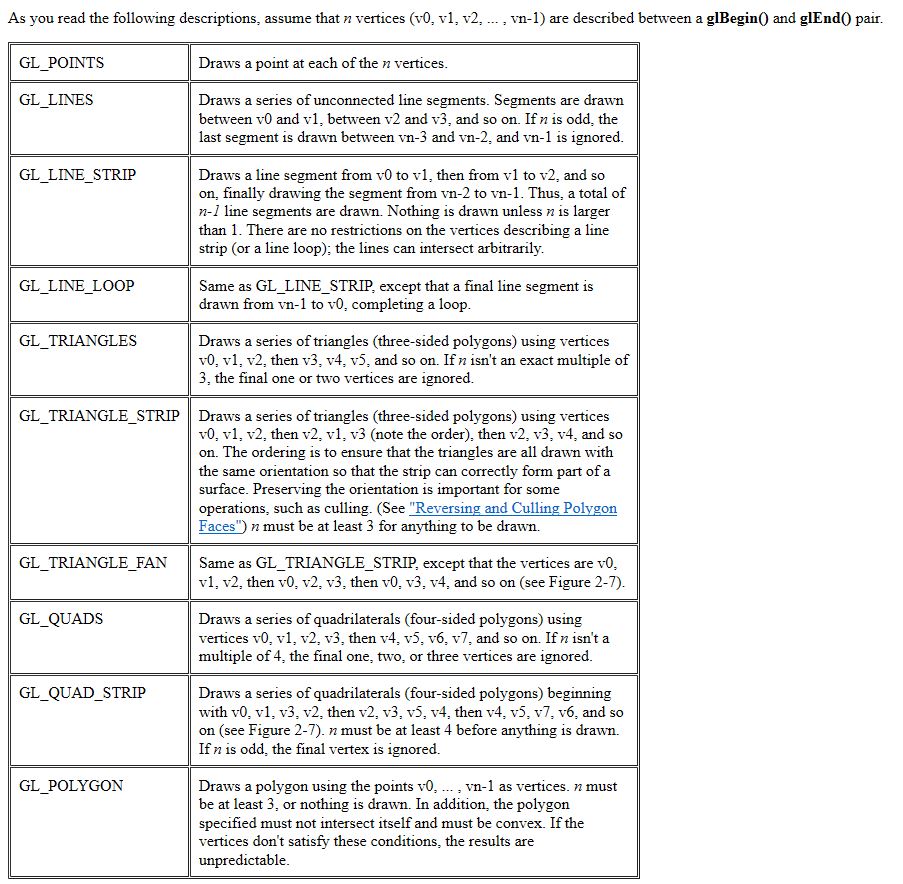 As you read the following descriptions, assume that n vertices (v0, v1, v2, ... , vn-1) are described between a glBegin() and glEnd() pair.
GL_POINTS
Draws a point at each of the n vertices.
GL_LINES
Draws a series of unconnected line segments. Segments are drawn
between v0 and v1, between v2 and v3, and so on. If n is odd, the
last segment is drawn between vn-3 and vn-2, and vn-1 is ignored.
GL_LINE_STRIP
Draws a line segment from v0 to v1, then from v1 to v2, and so
on, finally drawing the segment from vn-2 to vn-1. Thus, a total of
n-1 line segments are drawn. Nothing is drawn unless n is larger
than 1. There are no restrictions on the vertices describing a line
strip (or a line loop); the lines can intersect arbitrarily.
GL_LINE_LOOP
Same as GL_LINE_STRIP, except that a final line segment is
drawn from vn-1 to v0, completing a loop.
GL_TRIANGLES
Draws a series of triangles (three-sided polygons) using vertices
v0, v1, v2, then v3, v4, v5, and so on. If n isn't an exact multiple of
3, the final one or two vertices are ignored.
GL_TRIANGLE_STRIP
Draws a series of triangles (three-sided polygons) using vertices
v0, v1, v2, then v2, v1, v3 (note the order), then v2, v3, v4, and so
on. The ordering is to ensure that the triangles are all drawn with
the same orientation so that the strip can correctly form part of a
surface. Preserving the orientation is important for some
operations, such as culling. (See "Reversing and Culling Polygon
Faces") n must be at least 3 for anything to be drawn.
GL_TRIANGLE_FAN
Same as GL_TRIANGLE_STRIP, except that the vertices are v0,
v1, v2, then v0, v2, v3, then v0, v3, v4, and so on (see Figure 2-7).
GL_QUADS
Draws a series of quadrilaterals (four-sided polygons) using
vertices v0, v1, v2, v3, then v4, v5, v6, v7, and so on. If n isn't a
multiple of 4, the final one, two, or three vertices are ignored.
GL_QUAD_STRIP
Draws a series of quadrilaterals (four-sided polygons) beginning
with v0, v1, v3, v2, then v2, v3, v5, v4, then v4, v5, v7, v6, and so
on (see Figure 2-7). n must be at least 4 before anything is drawn.
If n is odd, the final vertex is ignored.
GL_POLYGON
Draws a polygon using the points v0, ... , vn-1 as vertices. n must
be at least 3, or nothing is drawn. In addition, the polygon
specified must not intersect itself and must be convex. If the
vertices don't satisfy these conditions, the results are
unpredictable.